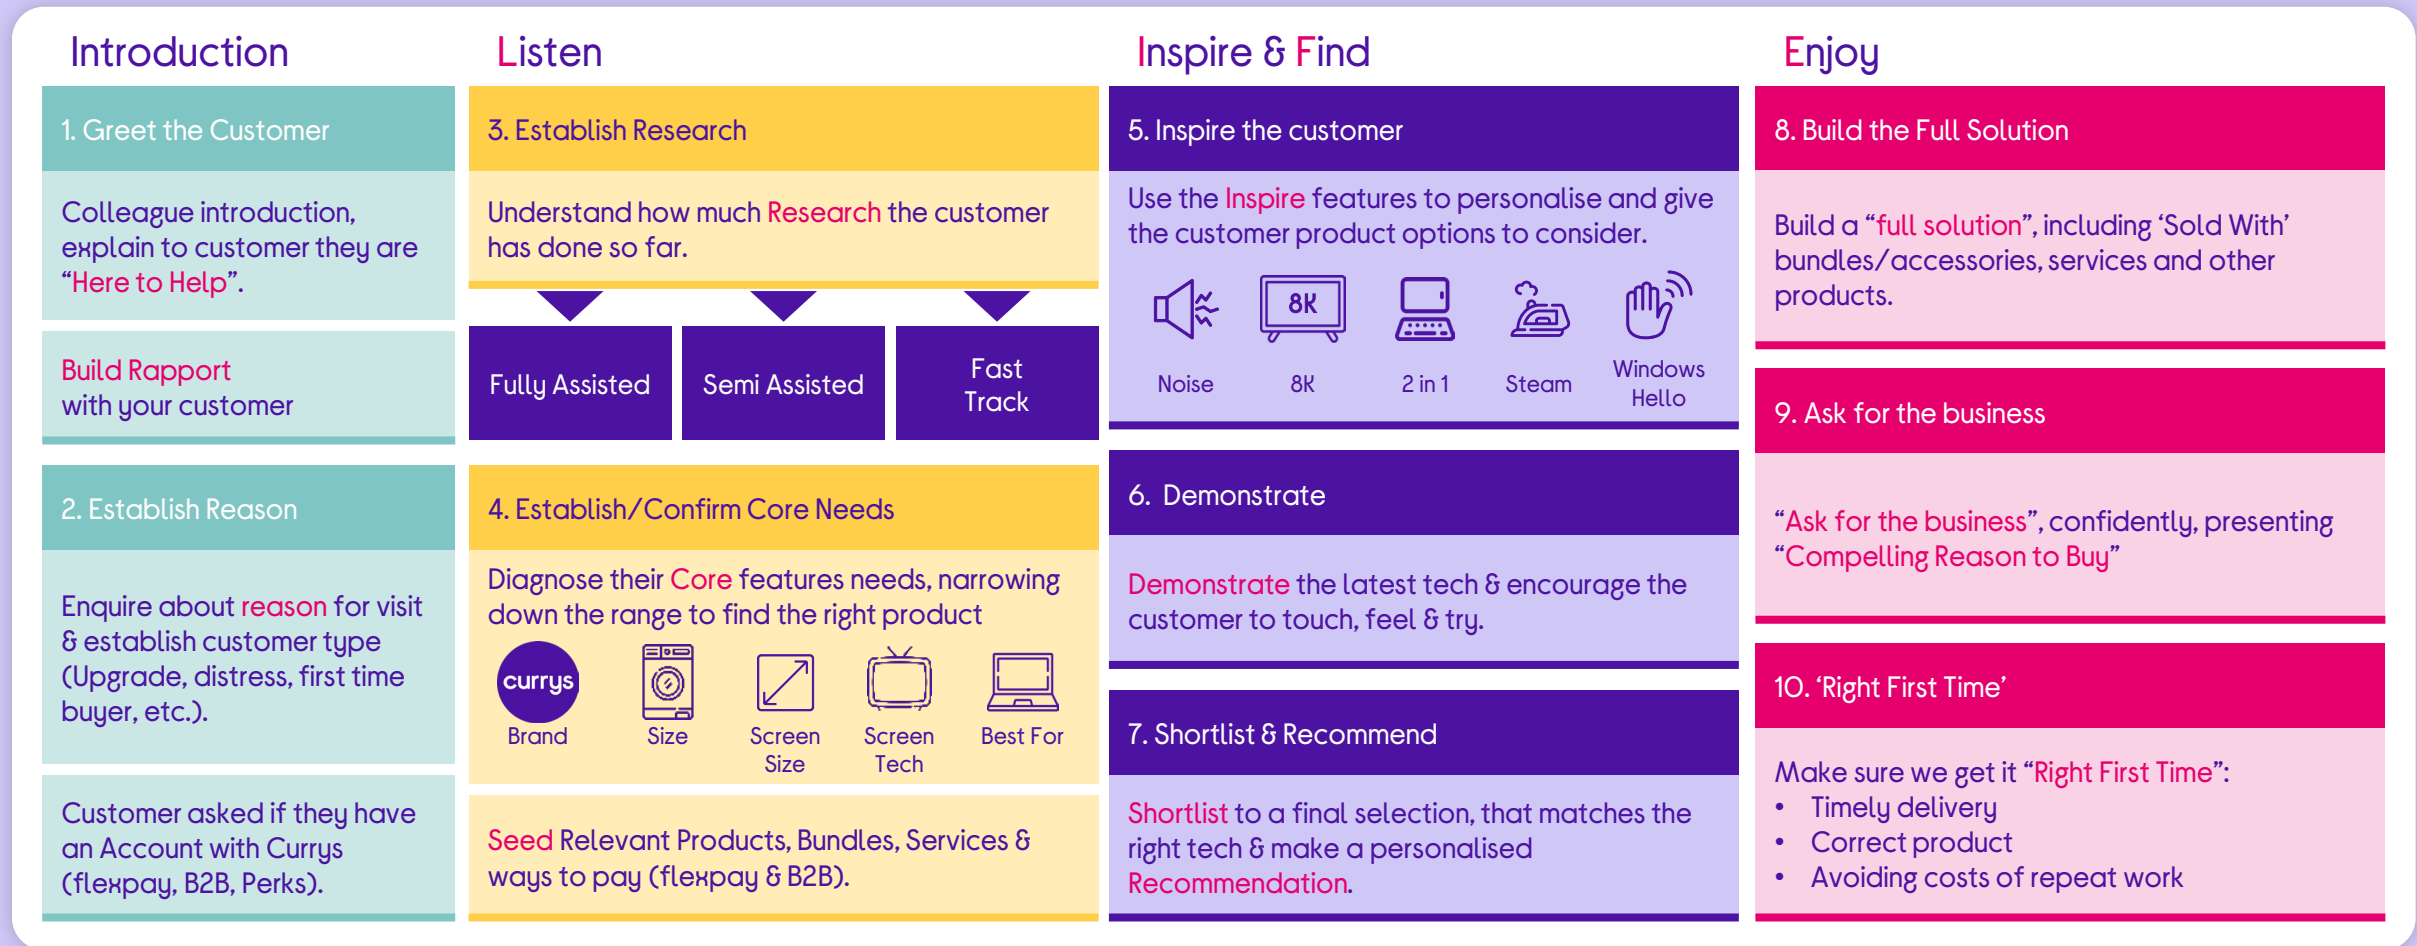 Introduction
1. Greet the Customer
Colleague introduction,
explain to customer they are
“Here to Help”.
Build Rapport
with your customer
2. Establish Reason
Enquire about reason for visit
& establish customer type
(Upgrade, distress, first time
buyer, etc.).
Customer asked if they have
an Account with Currys
(flexpay, B2B, Perks).
Listen
3. Establish Research
Understand how much Research the customer
has done so far.
Fully Assisted
Semi Assisted
Fast
Track
4. Establish/Confirm Core Needs
Diagnose their Core features needs, narrowing
down the range to find the right product
currys
Brand
Size
Screen
Size
Screen
Tech
Best For
Seed Relevant Products, Bundles, Services &
ways to pay (flexpay & B2B).
Inspire & Find
5. Inspire the customer
Use the Inspire features to personalise and give
the customer product options to consider.
8K
Noise
8K
2 in 1
Steam
Windows
Hello
6. Demonstrate
Demonstrate the latest tech & encourage the
customer to touch, feel & try.
7. Shortlist & Recommend
Shortlist to a final selection, that matches the
right tech & make a personalised
Recommendation.
Enjoy
8. Build the Full Solution
Build a “full solution”, including ‘Sold With’
bundles/accessories, services and other
products.
9. Ask for the business
“Ask for the business”, confidently, presenting
“Compelling Reason to Buy”
10. ‘Right First Time’
Make sure we get it “Right First Time”:
• Timely delivery
• Correct product
• Avoiding costs of repeat work